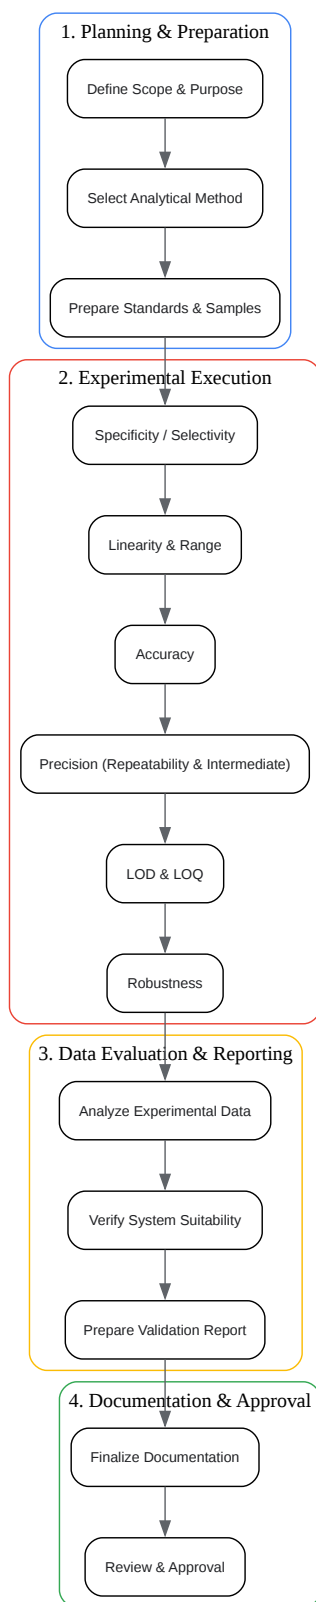 1. Planning & Preparation
Define Scope & Purpose
Select Analytical Method
Prepare Standards & Samples
2. Experimental Execution
Specificity / Selectivity
Linearity & Range
Accuracy
Precision (Repeatability & Intermediate)
LOD & LOQ
Robustness
3. Data Evaluation & Reporting
Analyze Experimental Data
Verify System Suitability
Prepare Validation Report
4. Documentation & Approval
Finalize Documentation
Review & Approval